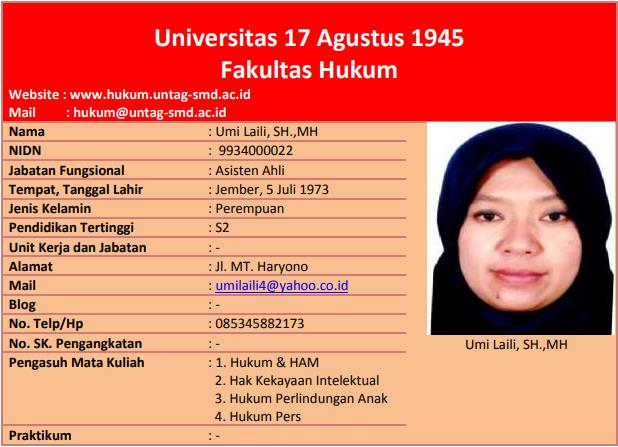 Universitas 17 Agustus 1945
Fakultas Hukum
Website : www.hukum.untag-smd.ac.id
Mail : hukum@untag-smd.ac.id
Nama : Umi Laili, SH.,MH
NIDN : 9934000022
Jabatan Fungsional : Asisten Ahli
Tempat, Tanggal Lahir : Jember, 5 Juli 1973
Jenis Kelamin : Perempuan
Pendidikan Tertinggi : S2
Unit Kerja dan Jabatan : -
Alamat : Jl. MT. Haryono
Mail : umilaili4@yahoo.co.id
Blog : -
No. Telp/Hp : 085345882173
No. SK. Pengangkatan : -
Pengasuh Mata Kuliah : 1. Hukum & HAM
2. Hak Kekayaan Intelektual
3. Hukum Perlindungan Anak
4. Hukum Pers
Praktikum : -
Umi Laili, SH.,MH